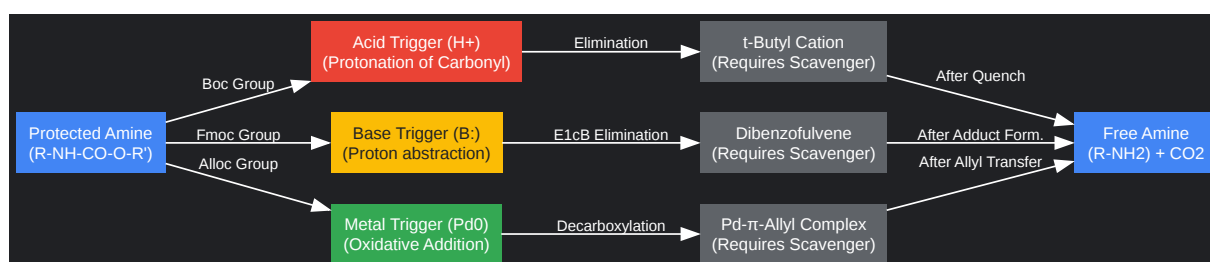 Acid Trigger (H+)
(Protonation of Carbonyl)
Elimination
t-Butyl Cation
(Requires Scavenger)
After Quench
Boc Group
Protected Amine
(R-NH-CO-O-R')
Fmoc Group
Base Trigger (B:)
(Proton abstraction)
E1cB Elimination
Dibenzofulvene
(Requires Scavenger)
After Adduct Form.
Free Amine
(R-NH2) + CO2
Alloc Group
After Allyl Transfer
Metal Trigger (Pd0)
(Oxidative Addition)
Decarboxylation
Pd-π-Allyl Complex
(Requires Scavenger)